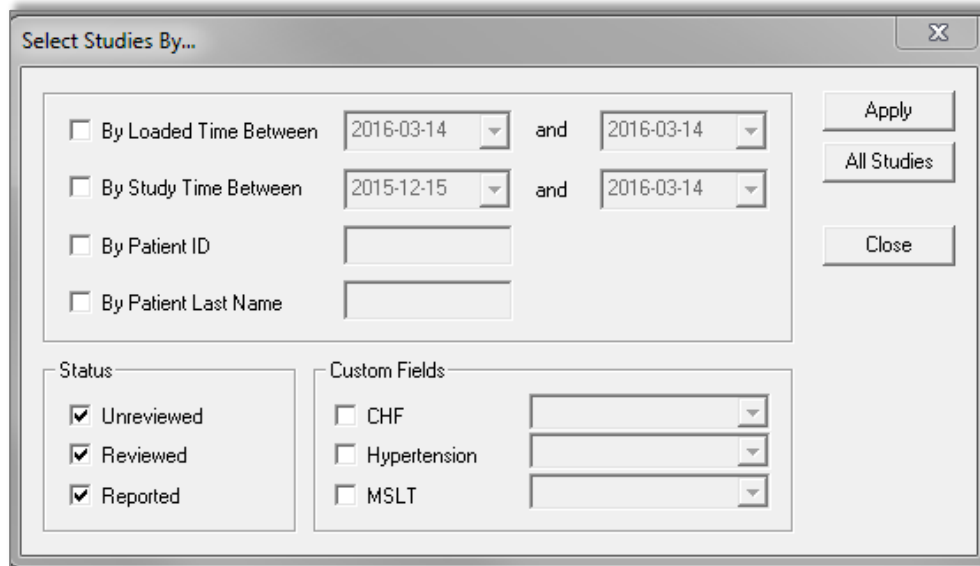 Select Studies By...
By Loaded Time Between 2016-03-14 and 2016-03-14
Apply
By Study Time Between 2015-12-15 and 2016-03-14
All Studies
By Patient ID
Close
By Patient Last Name
Status
Unreviewed
Reviewed
Reported
Custom Fields
CHF
Hypertension
MSLT